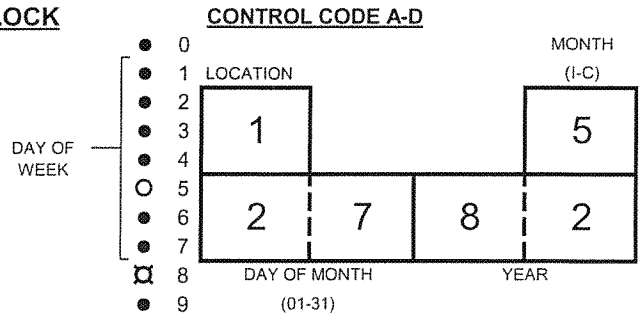 LOCK CONTROL CODE A-D
0 MONTH
1 LOCATION (I-C)
2
3 1 5
DAY OF WEEK
4
5
6 2 7 8 2
7
8 DAY OF MONTH YEAR
9 (01-31)